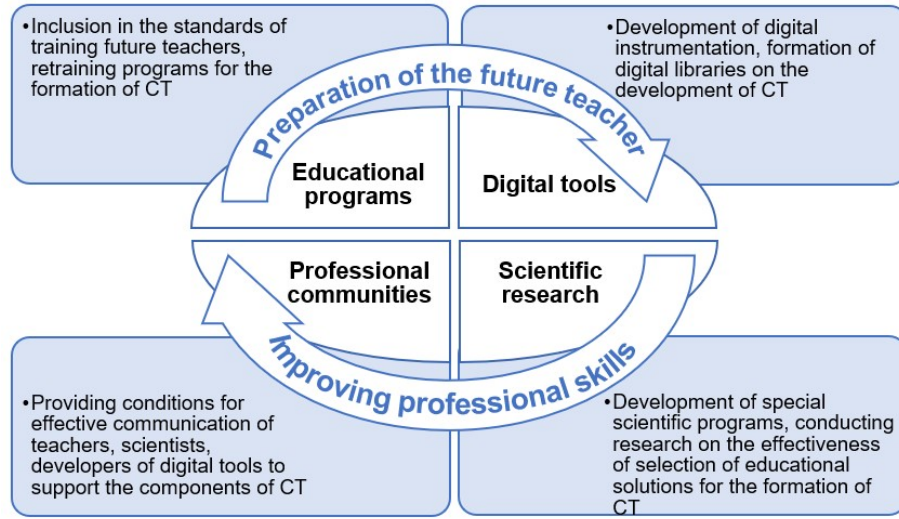 •Inclusion in the standards of
training future teachers,
retraining programs for the
formation of CT
•Development of digital
instrumentation, formation of
digital libraries on the
development of CT
Preparation of the future teacher
Educational
programs
Digital tools
Professional
communities
Scientific
research
Improving professional skills
•Providing conditions for
effective communication of
teachers, scientists,
developers of digital tools to
support the components of CT
•Development of special
scientific programs, conducting
research on the effectiveness
of selection of educational
solutions for the formation of
CT